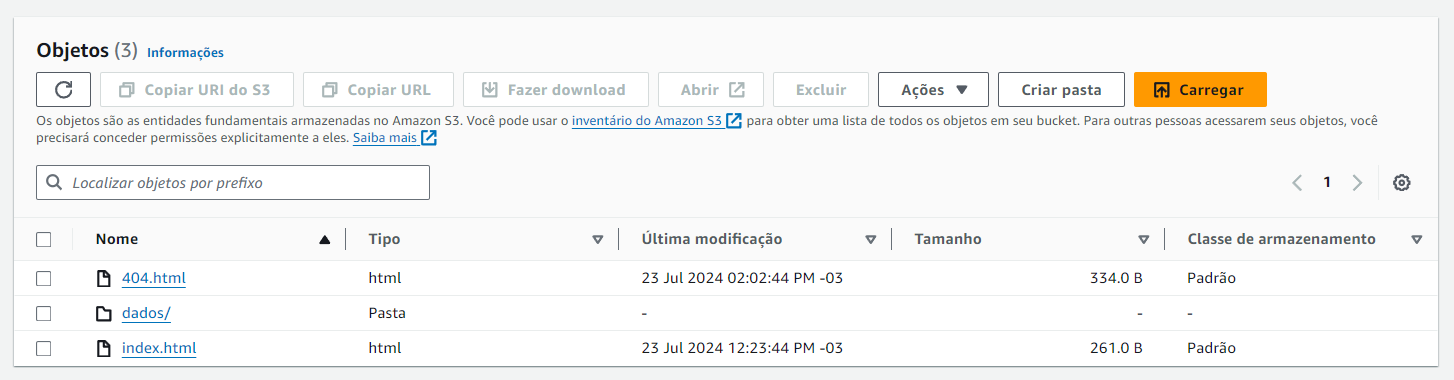 Objetos (3) Informações
Copiar URI do S3 Copiar URL Fazer download Abrir Excluir Ações Criar pasta Carregar
Os objetos são as entidades fundamentais armazenadas no Amazon S3. Você pode usar o inventário do Amazon S3 para obter uma lista de todos os objetos em seu bucket. Para outras pessoas acessarem seus objetos, você
precisará conceder permissões explicitamente a eles. Saiba mais
Localizar objetos por prefixo 1
Nome Tipo Última modificação Tamanho Classe de armazenamento
404.html html 23 Jul 2024 02:02:44 PM -03 334.0 B Padrão
dados/ Pasta - - -
index.html html 23 Jul 2024 12:23:44 PM -03 261.0 B Padrão